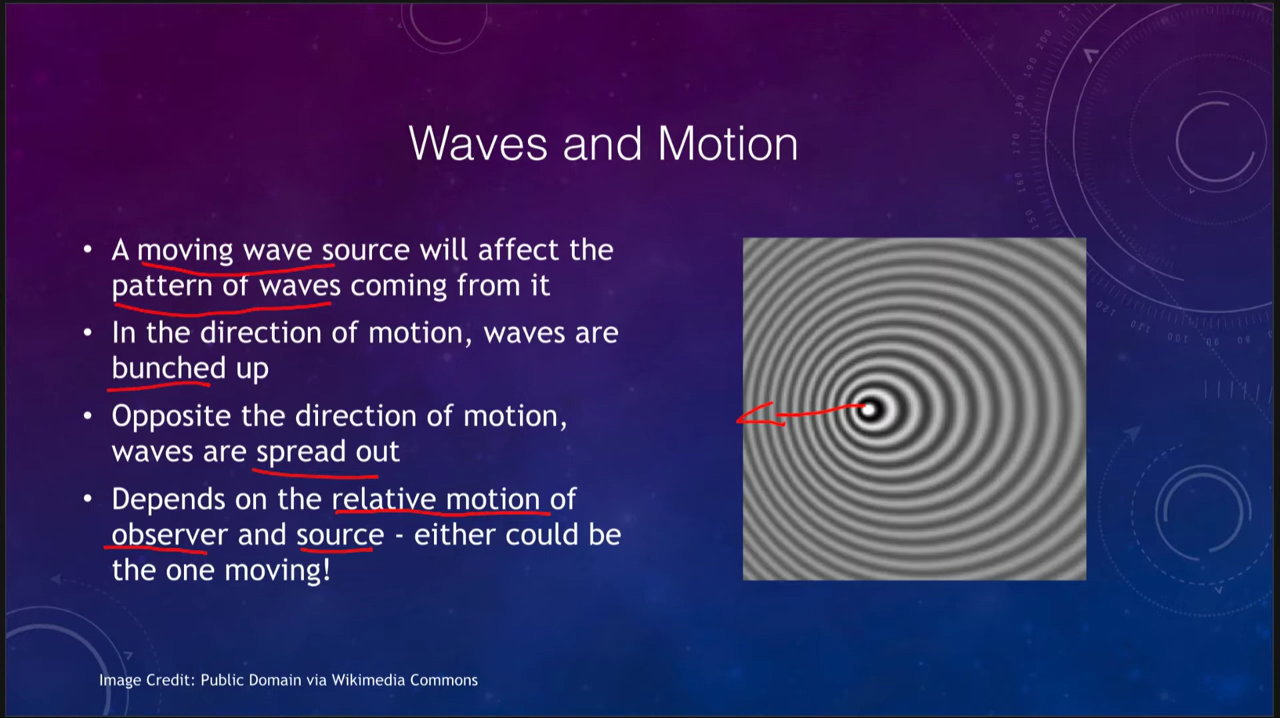 Waves and Motion
• A moving wave source will affect the
pattern of waves coming from it
• In the direction of motion, waves are
bunched up
• Opposite the direction of motion,
waves are spread out
• Depends on the relative motion of
observer and source - either could be
the one moving!
Image Credit: Public Domain via Wikimedia Commons